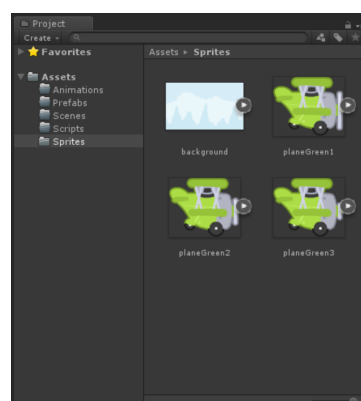 Project
Create
Favorites
Assets
Animations
Prefabs
Scenes
Scripts
Sprites
Assets ▸ Sprites
background
planeGreen1
planeGreen2
planeGreen3